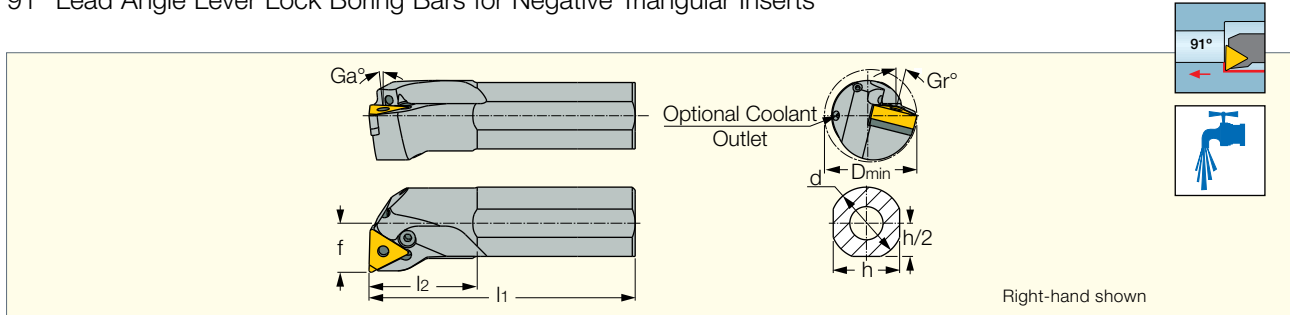 91° Lead Angle Lever Lock Boring Bars for Negative Triangular Inserts
91º
Ga°
Gr°
Optional Coolant
Outlet
Dmin
d
f
h/2
l2
h
l1
Right-hand shown